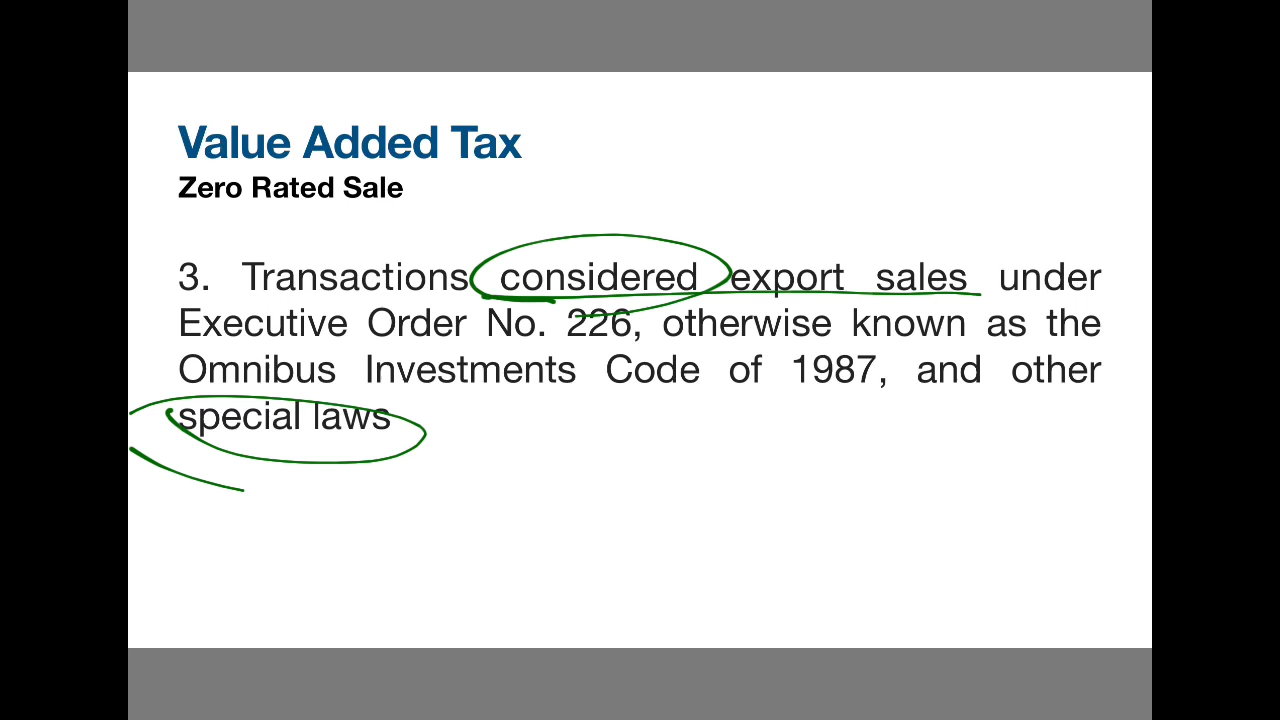 Value Added Tax
Zero Rated Sale
3. Transactions considered export sales under
Executive Order No. 226, otherwise known as the
Omnibus Investments Code of 1987, and other
special laws